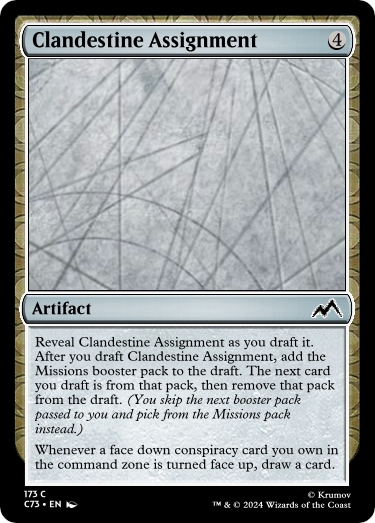 Clandestine Assignment 4
Artifact
Reveal Clandestine Assignment as you draft it.
After you draft Clandestine Assignment, add the
Missions booster pack to the draft. The next card
you draft is from that pack, then remove that pack
from the draft. (You skip the next booster pack
passed to you and pick from the Missions pack
instead.)
Whenever a face down conspiracy card you own in
the command zone is turned face up, draw a card.
173 C
C73 • EN
© Krumov
™ & © 2024 Wizards of the Coast